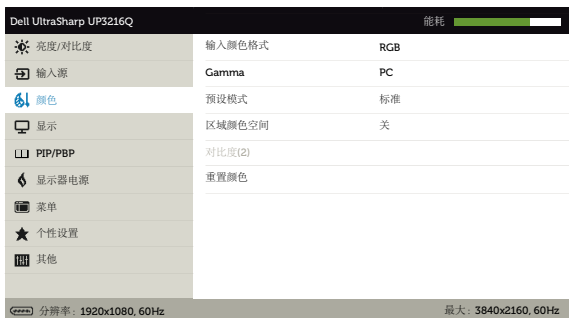 Dell UltraSharp UP3216Q 能耗
亮度/对比度
输入源
颜色
显示
PIP/PBP
显示器电源
菜单
个性设置
其他
输入颜色格式 RGB
Gamma PC
预设模式 标准
区域颜色空间 关
对比度(2)
重置颜色
分辨率: 1920x1080, 60Hz 最大: 3840x2160, 60Hz